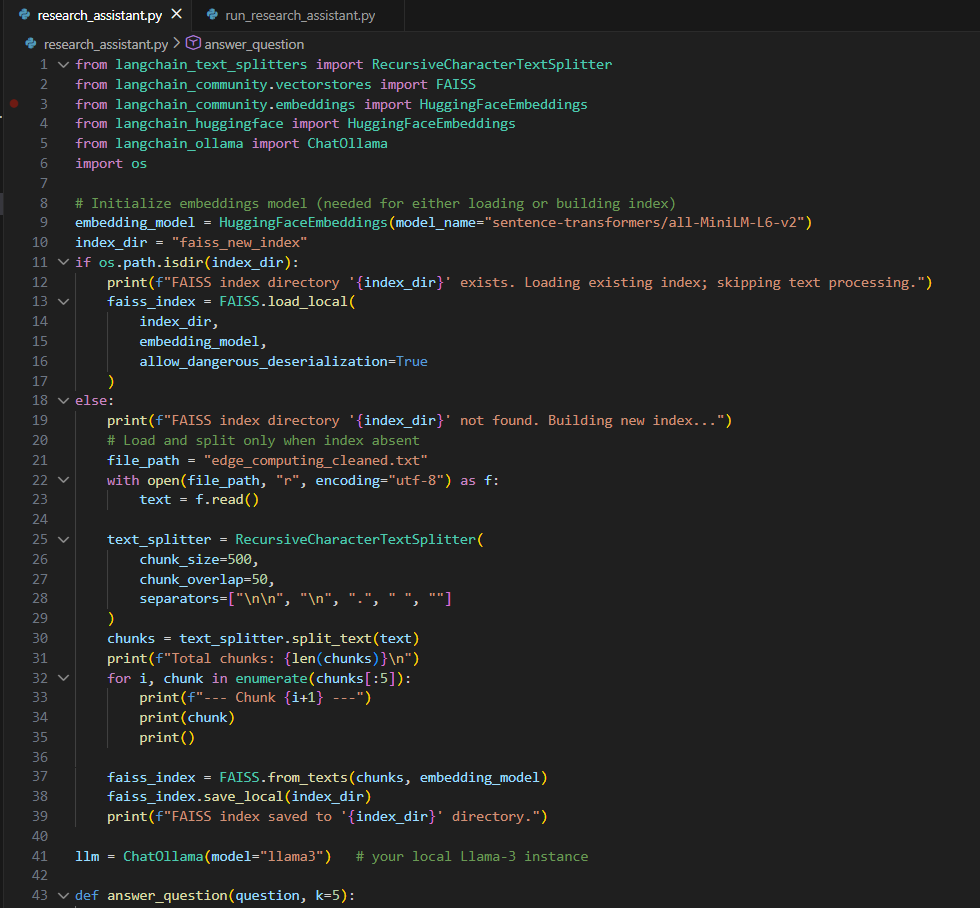 research_assistant.py
run_research_assistant.py
research_assistant.py > answer_question
1 from langchain_text_splitters import RecursiveCharacterTextSplitter
2 from langchain_community.vectorstores import FAISS
3 from langchain_community.embeddings import HuggingFaceEmbeddings
4 from langchain_huggingface import HuggingFaceEmbeddings
5 from langchain_ollama import ChatOllama
6 import os
7
8 # Initialize embeddings model (needed for either loading or building index)
9 embedding_model = HuggingFaceEmbeddings(model_name="sentence-transformers/all-MiniLM-L6-v2")
10 index_dir = "faiss_new_index"
11 if os.path.isdir(index_dir):
12     print(f"FAISS index directory '{index_dir}' exists. Loading existing index; skipping text processing.")
13     faiss_index = FAISS.load_local(
14         index_dir,
15         embedding_model,
16         allow_dangerous_deserialization=True
17     )
18 else:
19     print(f"FAISS index directory '{index_dir}' not found. Building new index...")
20     # Load and split only when index absent
21     file_path = "edge_computing_cleaned.txt"
22     with open(file_path, "r", encoding="utf-8") as f:
23         text = f.read()
24
25     text_splitter = RecursiveCharacterTextSplitter(
26         chunk_size=500,
27         chunk_overlap=50,
28         separators=["\n\n", "\n", ".", " ", ""]
29     )
30     chunks = text_splitter.split_text(text)
31     print(f"Total chunks: {len(chunks)}\n")
32     for i, chunk in enumerate(chunks[:5]):
33         print(f"--- Chunk {i+1} ---")
34         print(chunk)
35         print()
36
37     faiss_index = FAISS.from_texts(chunks, embedding_model)
38     faiss_index.save_local(index_dir)
39     print(f"FAISS index saved to '{index_dir}' directory.")
40
41 llm = ChatOllama(model="llama3")   # your local Llama-3 instance
42
43 def answer_question(question, k=5):